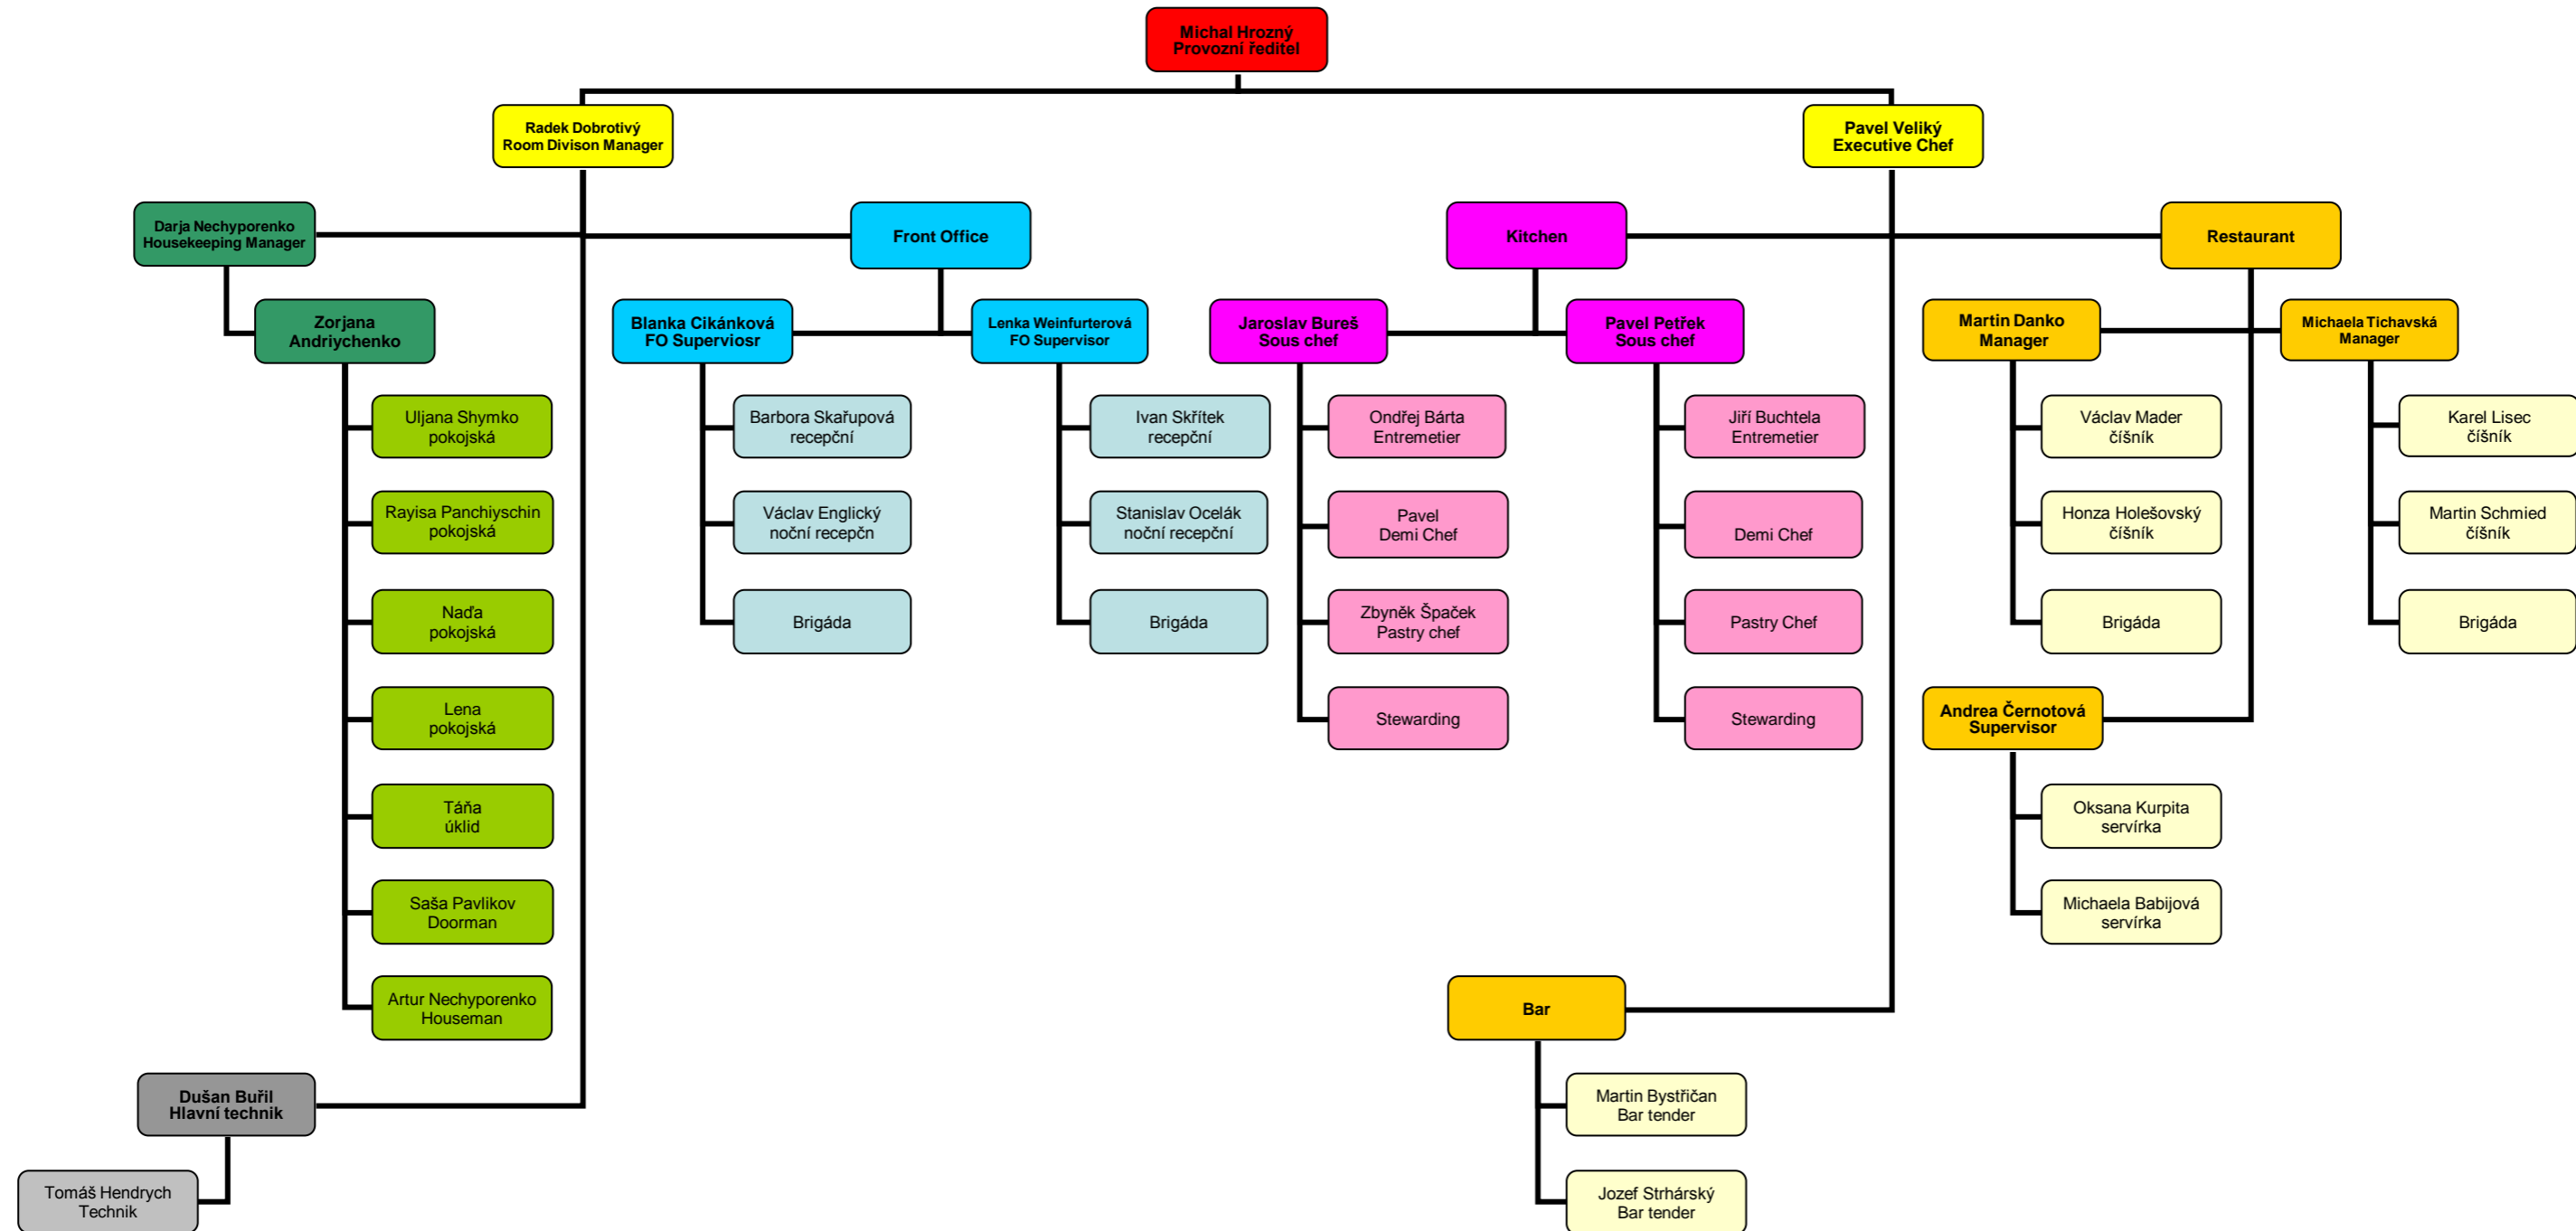 Michal Hrozný
Provozní ředitel
Radek Dobrotivý
Room Divison Manager
Pavel Veliký
Executive Chef
Darja Nechyporenko
Housekeeping Manager
Front Office
Kitchen
Restaurant
Zorjana
Andriychenko
Blanka Cikánková
FO Superviosr
Lenka Weinfurterová
FO Supervisor
Jaroslav Bureš
Sous chef
Pavel Petřek
Sous chef
Martin Danko
Manager
Michaela Tichavská
Manager
Uljana Shymko
pokojská
Barbora Skařupová
recepční
Ivan Skřítek
recepční
Ondřej Bárta
Entremetier
Jiří Buchtela
Entremetier
Václav Mader
číšník
Karel Lisec
číšník
Rayisa Panchiyschin
pokojská
Václav Englický
noční recepčn
Stanislav Ocelák
noční recepční
Pavel
Demi Chef
Demi Chef
Honza Holešovský
číšník
Martin Schmied
číšník
Naďa
pokojská
Brigáda
Brigáda
Zbyněk Špaček
Pastry chef
Pastry Chef
Brigáda
Brigáda
Lena
pokojská
Stewarding
Stewarding
Andrea Černotová
Supervisor
Táňa
úklid
Oksana Kurpita
servírka
Saša Pavlikov
Doorman
Michaela Babijová
servírka
Artur Nechyporenko
Houseman
Bar
Dušan Buřil
Hlavní technik
Martin Bystřičan
Bar tender
Tomáš Hendrych
Technik
Jozef Strhárský
Bar tender